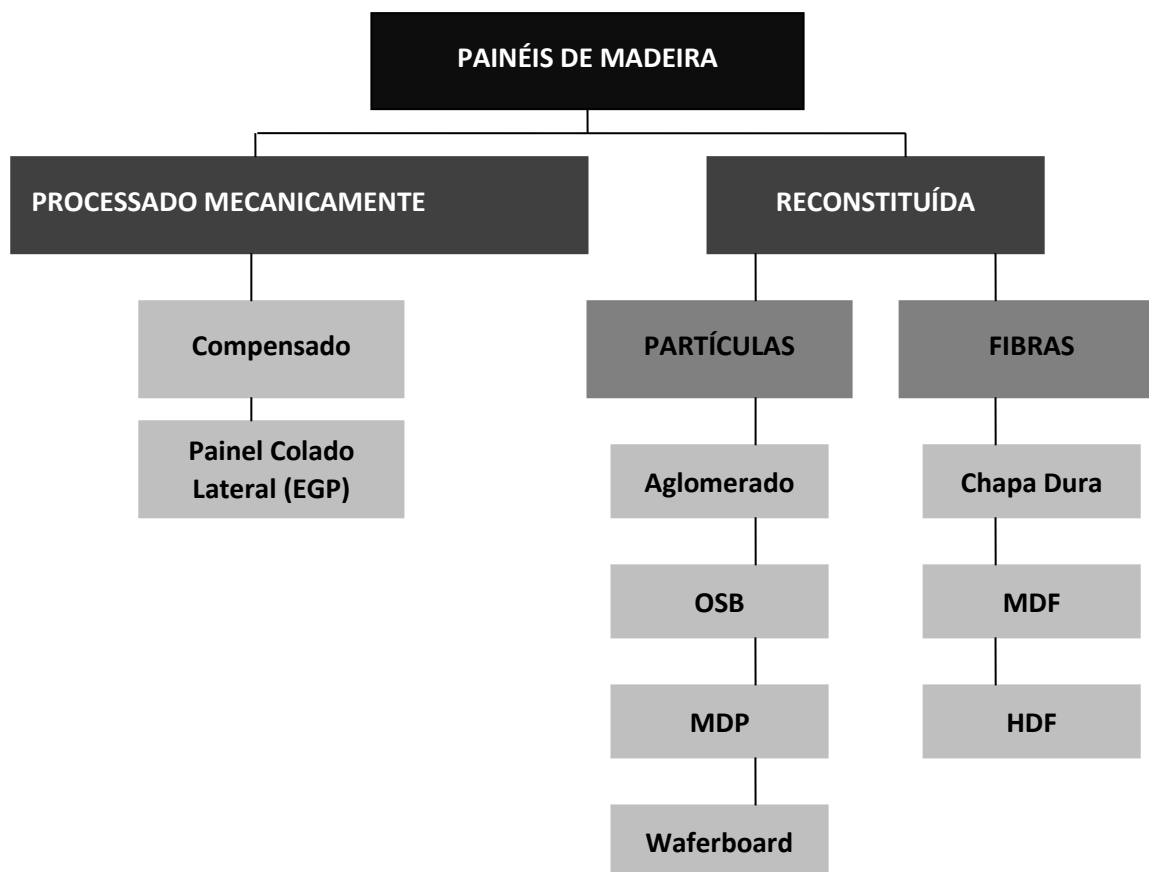 PAINÉIS DE MADEIRA
PROCESSADO MECANICAMENTE
RECONSTITUÍDA
Compensado
PARTÍCULAS
FIBRAS
Painel Colado
Lateral (EGP)
Aglomerado
Chapa Dura
OSB
MDF
MDP
HDF
Waferboard